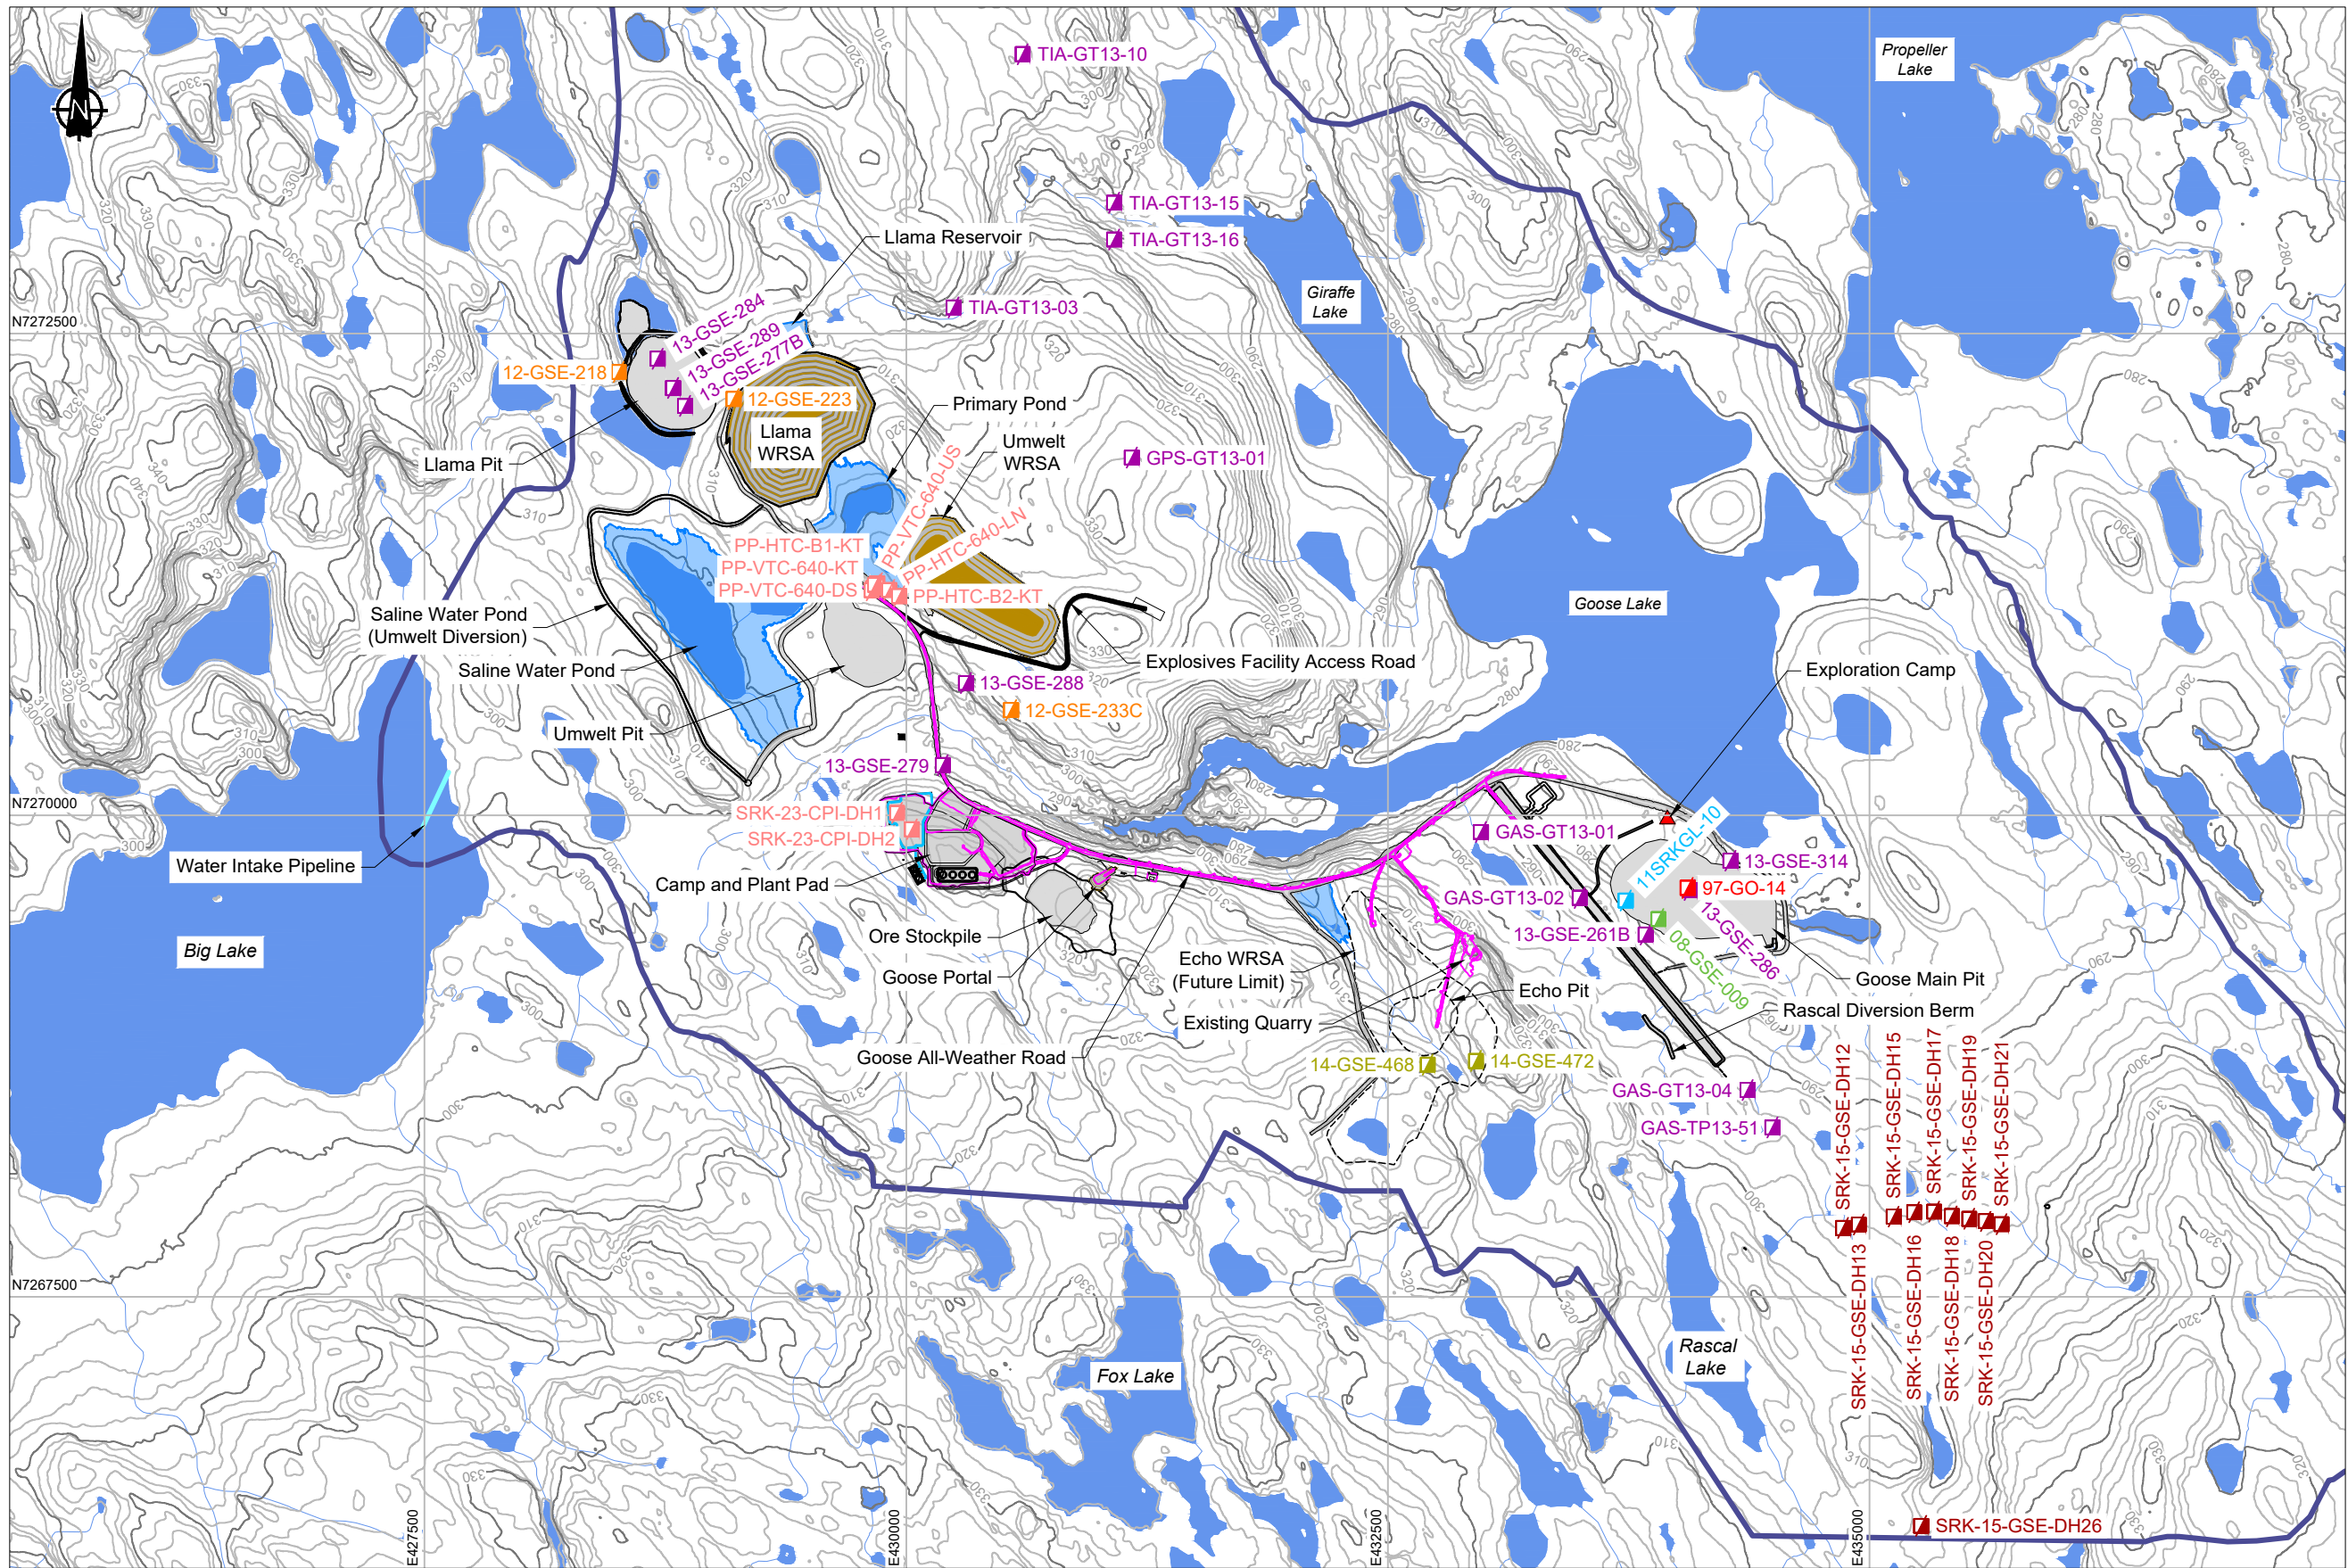 N
TIA-GT13-10
Propeller
Lake
TIA-GT13-15
TIA-GT13-16
Llama Reservoir
Giraffe
Lake
TIA-GT13-03
N7272500
13-GSE-284
13-GSE-289
13-GSE-277B
12-GSE-218
12-GSE-223
Primary Pond
Llama
WRSA
Umwelt
WRSA
Llama Pit
GPS-GT13-01
PP-VTC-640-US
PP-HTC-640-LN
PP-HTC-B1-KT
PP-VTC-640-KT
PP-VTC-640-DS
PP-HTC-B2-KT
Goose Lake
Saline Water Pond
(Umwelt Diversion)
Saline Water Pond
Explosives Facility Access Road
Exploration Camp
13-GSE-288
12-GSE-233C
Umwelt Pit
13-GSE-279
N7270000
SRK-23-CPI-DH1
SRK-23-CPI-DH2
GAS-GT13-01
11SRKGL-10
13-GSE-314
Water Intake Pipeline
Camp and Plant Pad
97-GO-14
GAS-GT13-02
13-GSE-286
13-GSE-261B
08-GSE-009
Big Lake
Ore Stockpile
Goose Portal
Echo WRSA
(Future Limit)
Echo Pit
Goose Main Pit
Existing Quarry
Rascal Diversion Berm
Goose All-Weather Road
14-GSE-468
14-GSE-472
GAS-GT13-04
GAS-TP13-51
SRK-15-GSE-DH12
SRK-15-GSE-DH15
SRK-15-GSE-DH17
SRK-15-GSE-DH19
SRK-15-GSE-DH21
SRK-15-GSE-DH13
SRK-15-GSE-DH16
SRK-15-GSE-DH18
SRK-15-GSE-DH20
N7267500
Fox Lake
Rascal
Lake
SRK-15-GSE-DH26
E427500
E430000
E432500
E435000